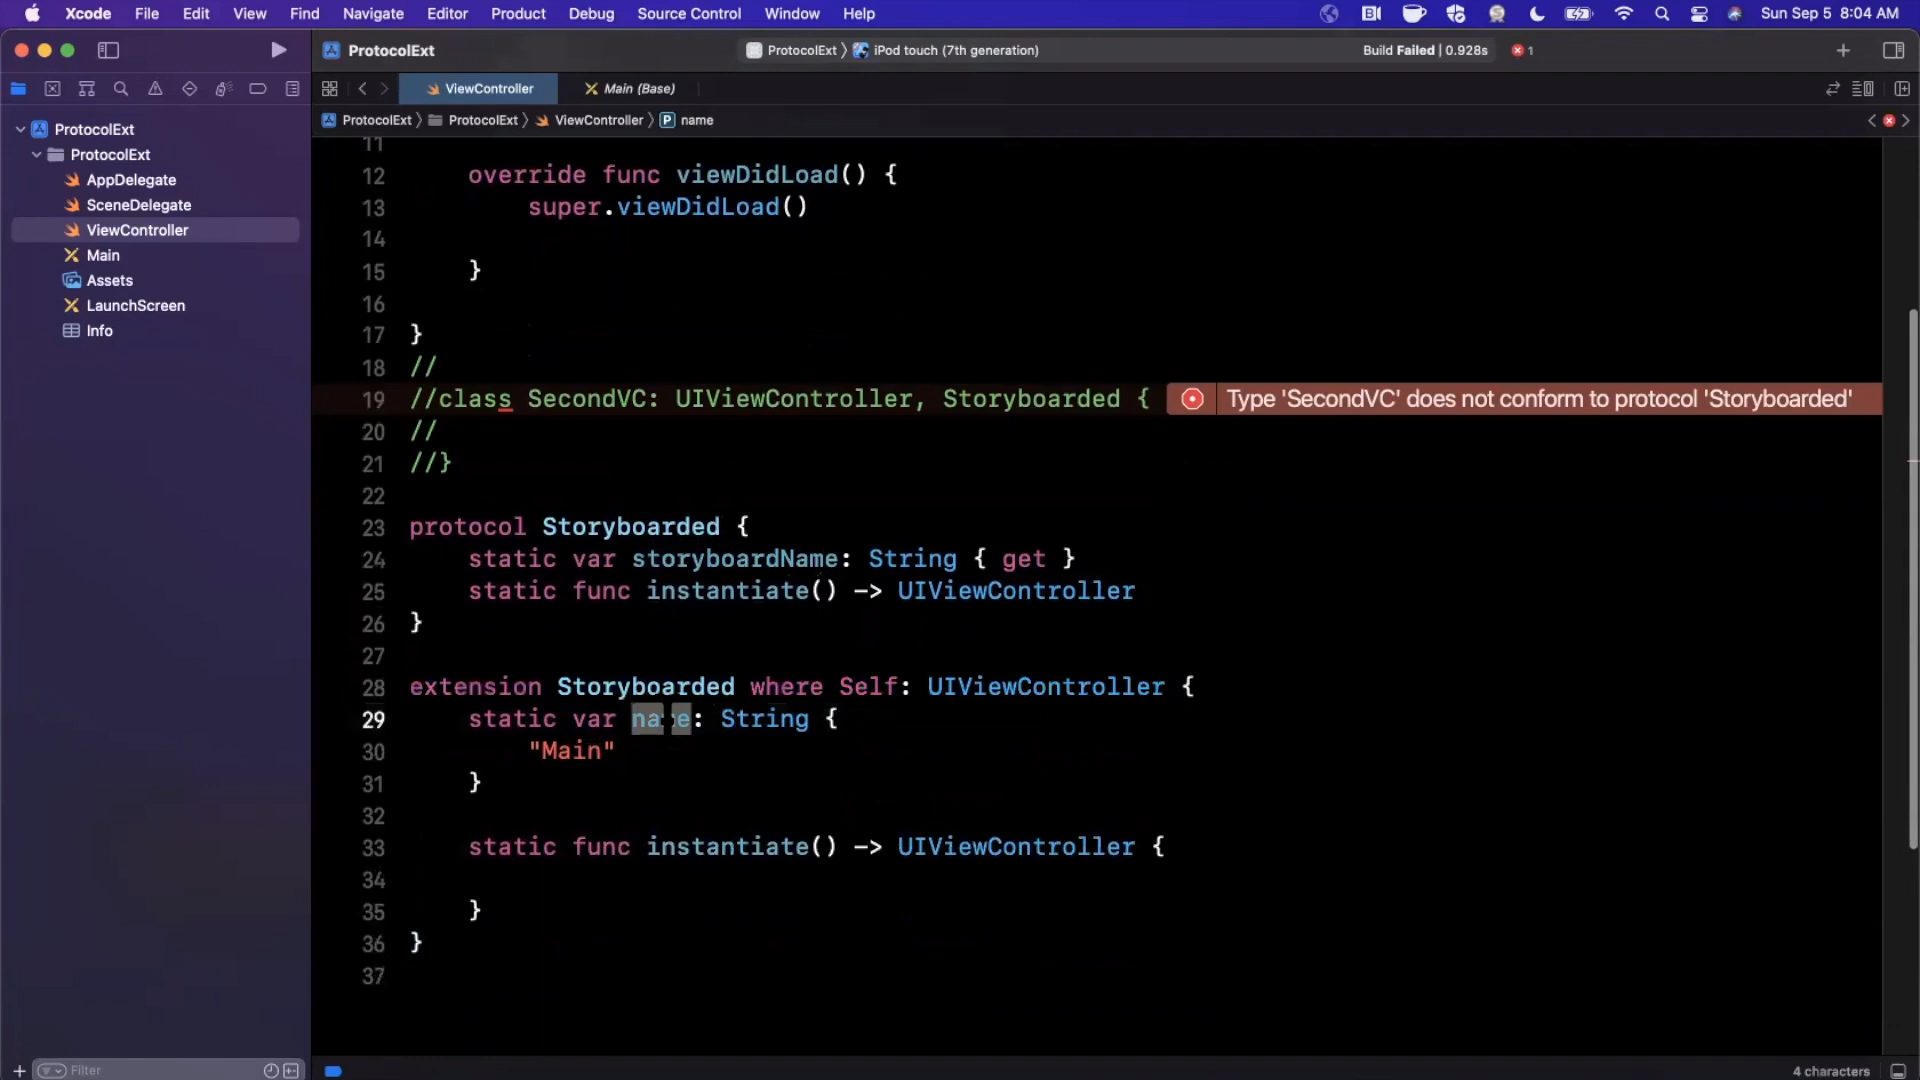 Xcode File Edit View Find Navigate Editor Product Debug Source Control Window Help Sun Sep 5 8:04 AM
ProtocolExt ProtocolExt 〉 iPod touch (7th generation) Build Failed | 0.928s 1
ViewController Main (Base)
ProtocolExt 〉 ProtocolExt 〉 ViewController 〉 P name
ProtocolExt
ProtocolExt
AppDelegate
SceneDelegate
ViewController
Main
Assets
LaunchScreen
Info
11
12 override func viewDidLoad() {
13 super.viewDidLoad()
14
15 }
16
17 }
18 //
19 //class SecondVC: UIViewController, Storyboarded { Type 'SecondVC' does not conform to protocol 'Storyboarded'
20 //
21 //}
22
23 protocol Storyboarded {
24 static var storyboardName: String { get }
25 static func instantiate() -> UIViewController
26 }
27
28 extension Storyboarded where Self: UIViewController {
29 static var name: String {
30 "Main"
31 }
32
33 static func instantiate() -> UIViewController {
34
35 }
36 }
37
Filter 4 characters